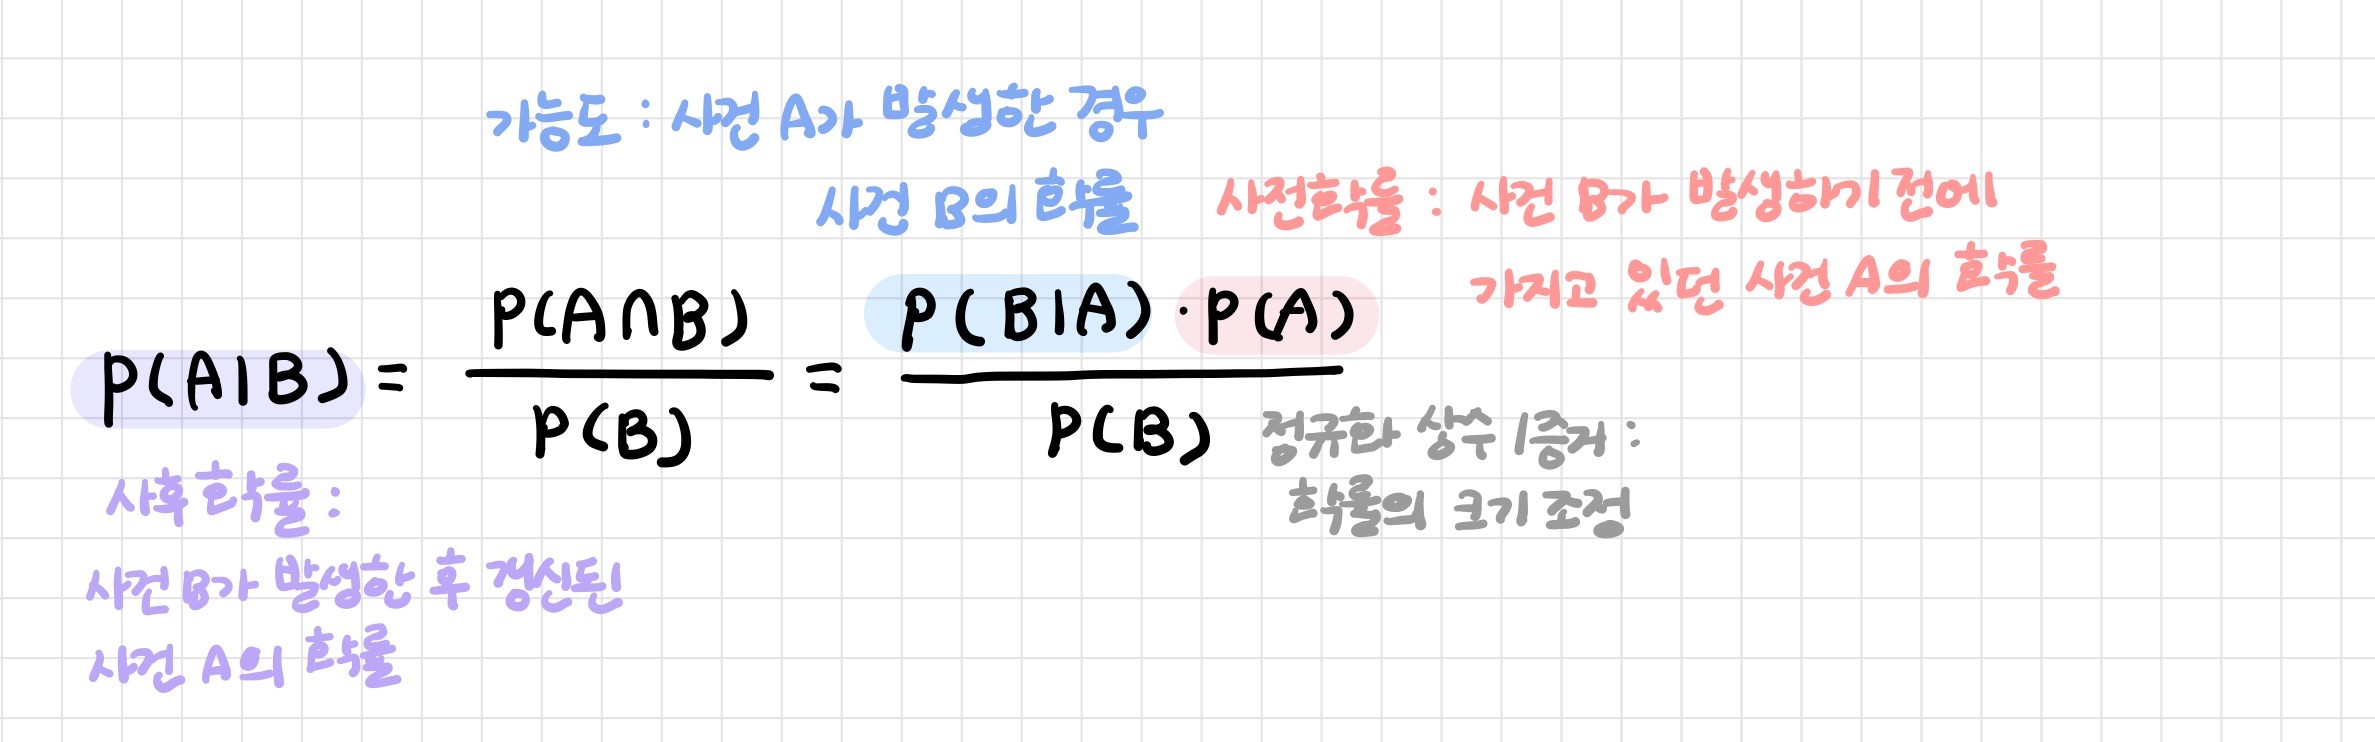 가능도 : 사건 A가 발생한 경우
사건 B의 확률
사전확률 : 사건 B가 발생하기 전에
가지고 있던 사건 A의 확률
P(A|B) = P(A∩B) / P(B) = P(B|A) · P(A) / P(B)
정규화 상수 / 증거 :
확률의 크기 조정
사후 확률 :
사건 B가 발생한 후 갱신된
사건 A의 확률